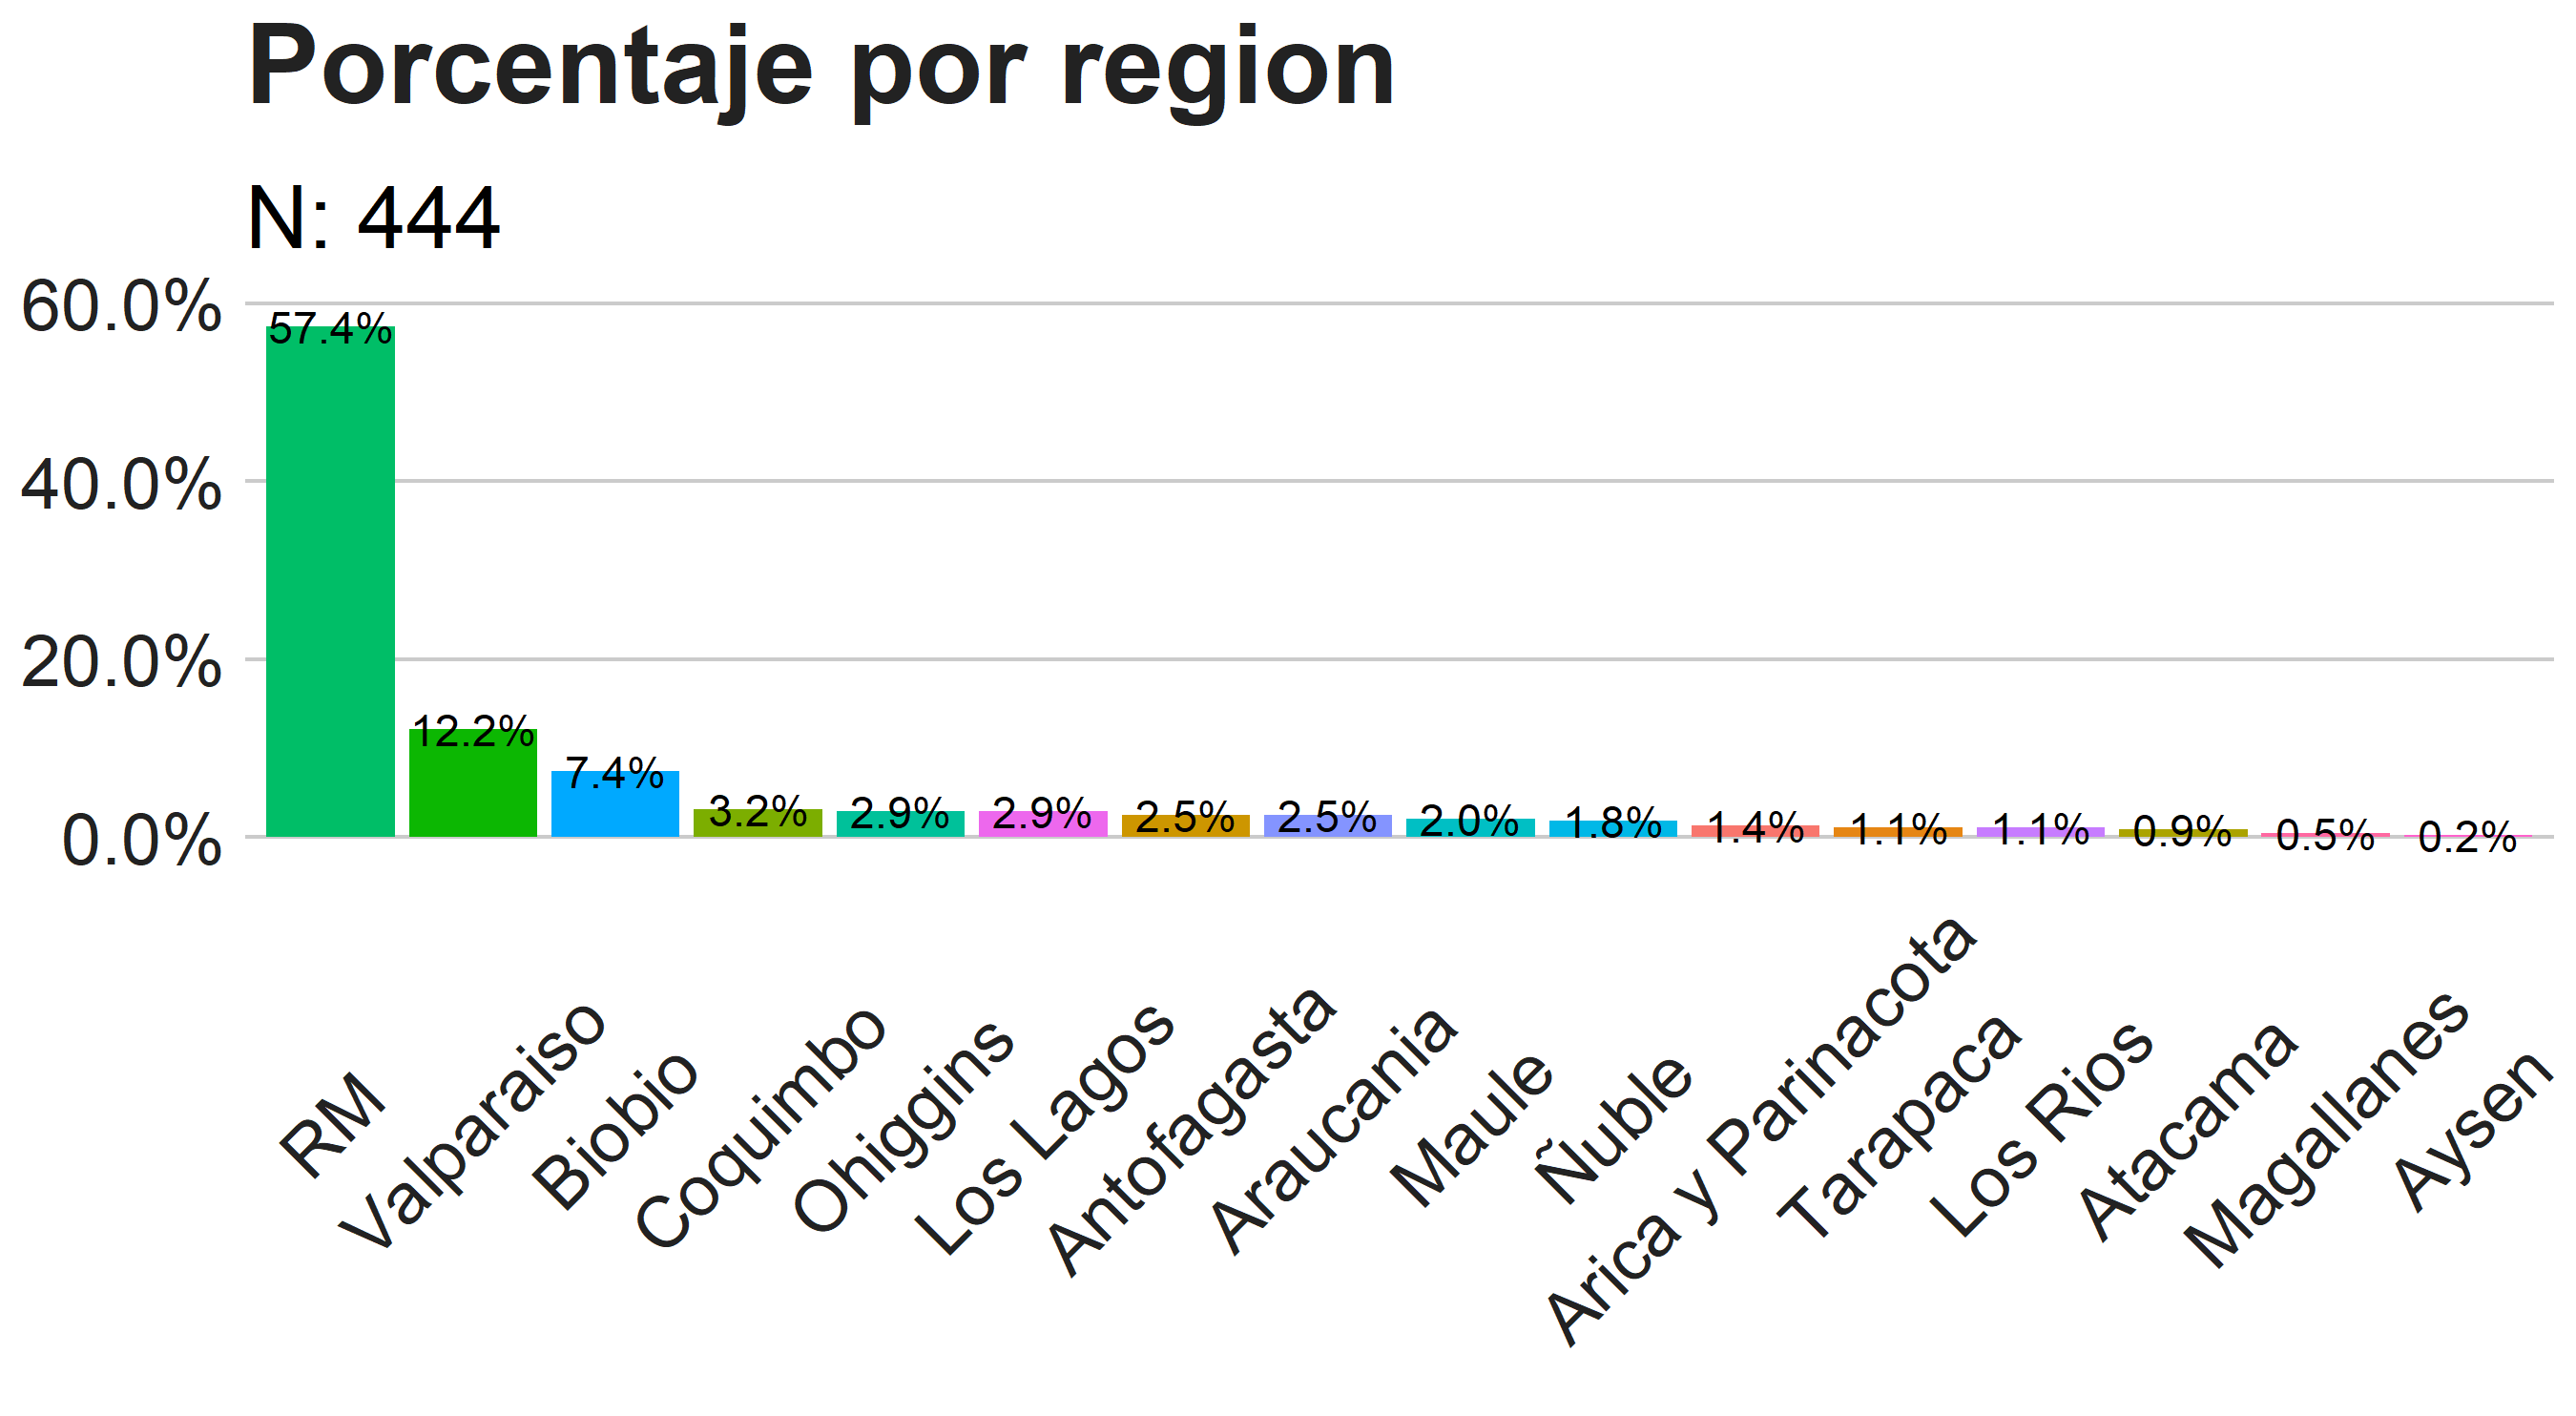 Porcentaje por region
N: 444
60.0%
40.0%
20.0%
0.0%
57.4%
12.2%
7.4%
3.2%
2.9%
2.9%
2.5%
2.5%
2.0%
1.8%
1.4%
1.1%
1.1%
0.9%
0.5%
0.2%
RM
Valparaiso
Biobio
Coquimbo
Ohiggins
Los Lagos
Antofagasta
Araucania
Maule
Ñuble
Arica y Parinacota
Tarapaca
Los Rios
Atacama
Magallanes
Aysen